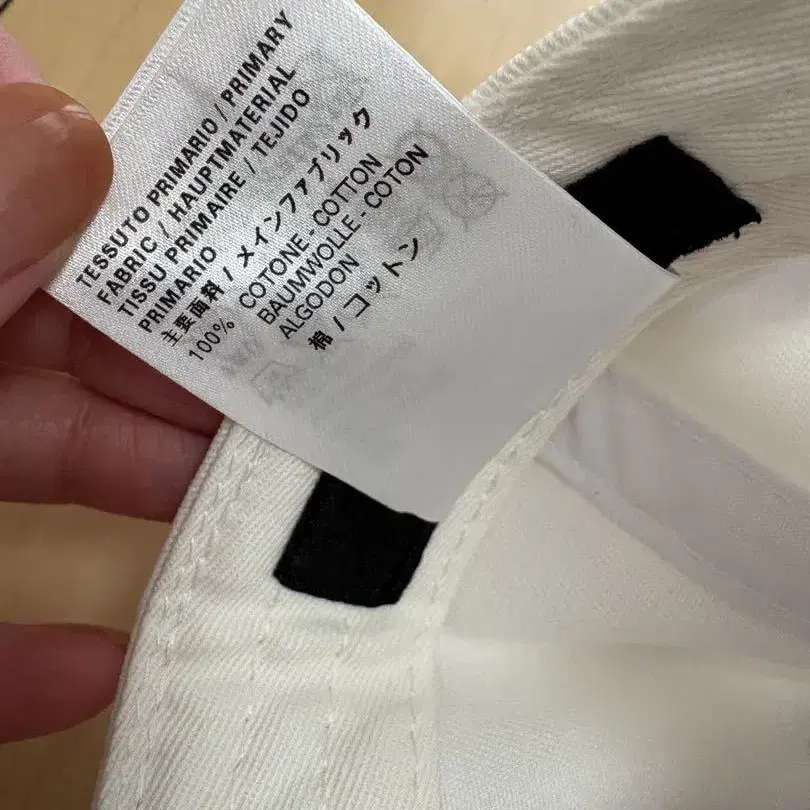 TESSUTO PRIMARIO / PRIMARY
FABRIC / HAUPTMATERIAL
TISSU PRIMAIRE / TEJIDO
PRIMARIO
主要面料 / メインファブリック
100% COTONE - COTTON
BAUMWOLLE - COTON
ALGODON
棉 / コットン